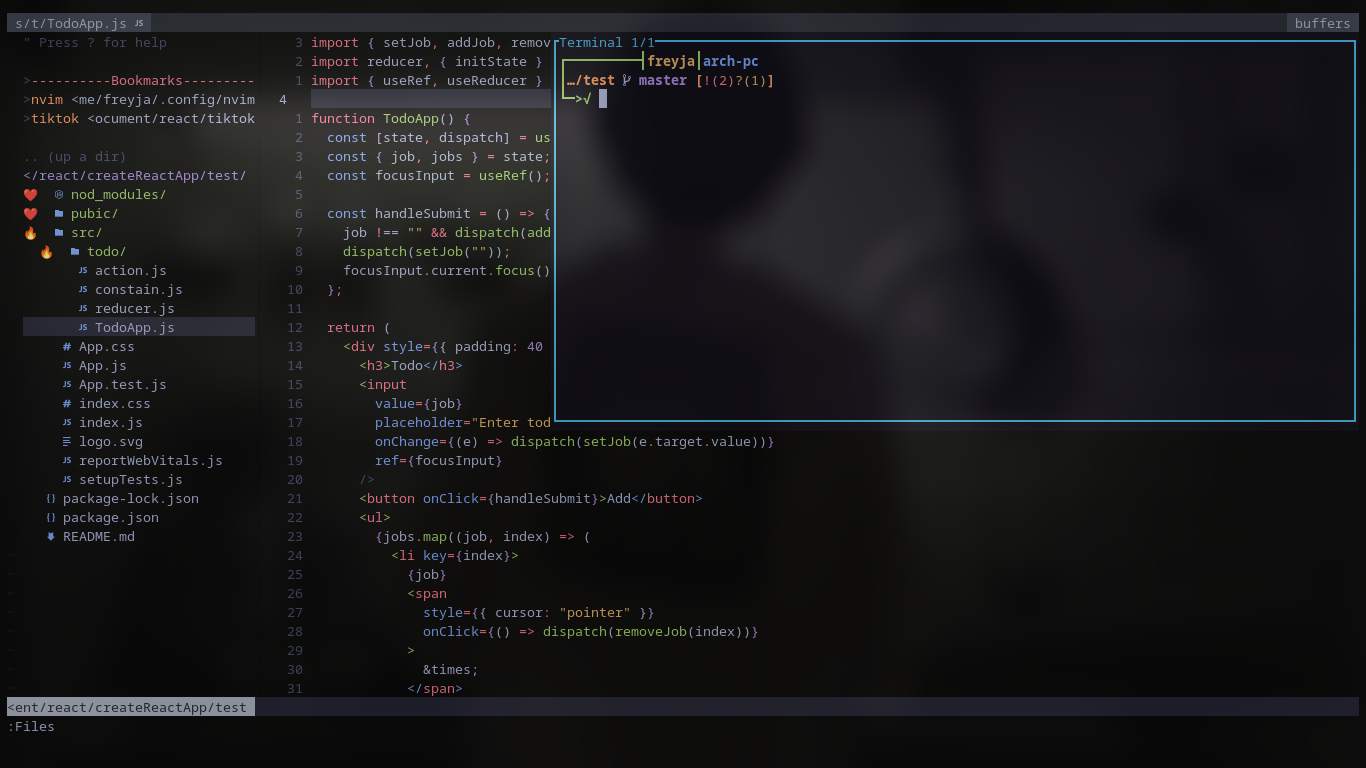 s/t/TodoApp.js JS
buffers
" Press ? for help
>----------Bookmarks---------
>nvim <me/freyja/.config/nvim
>tiktok <ocument/react/tiktok
.. (up a dir)
</react/createReactApp/test/
nod_modules/
pubic/
src/
todo/
JS action.js
JS constain.js
JS reducer.js
JS TodoApp.js
# App.css
JS App.js
JS App.test.js
# index.css
JS index.js
logo.svg
JS reportWebVitals.js
JS setupTests.js
{} package-lock.json
{} package.json
README.md
<ent/react/createReactApp/test
:Files
3 import { setJob, addJob, remov
2 import reducer, { initState }
1 import { useRef, useReducer }
4
1 function TodoApp() {
2 const [state, dispatch] = us
3 const { job, jobs } = state;
4 const focusInput = useRef();
5
6 const handleSubmit = () => {
7 job !== "" && dispatch(add
8 dispatch(setJob(""));
9 focusInput.current.focus()
10 };
11
12 return (
13 <div style={{ padding: 40
14 <h3>Todo</h3>
15 <input
16 value={job}
17 placeholder="Enter tod
18 onChange={(e) => dispatch(setJob(e.target.value))}
19 ref={focusInput}
20 />
21 <button onClick={handleSubmit}>Add</button>
22 <ul>
23 {jobs.map((job, index) => (
24 <li key={index}>
25 {job}
26 <span
27 style={{ cursor: "pointer" }}
28 onClick={() => dispatch(removeJob(index))}
29 >
30 &times;
31 </span>
Terminal 1/1
freyja arch-pc
…/test master [!(2)?(1)]
>√